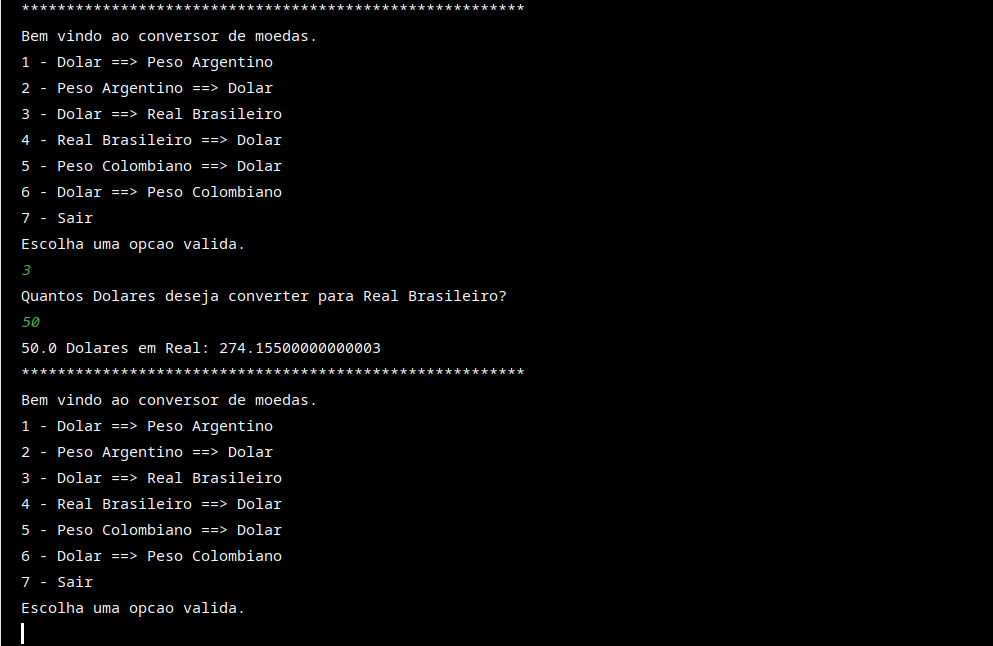 ********************************************************
Bem vindo ao conversor de moedas.
1 - Dolar ==> Peso Argentino
2 - Peso Argentino ==> Dolar
3 - Dolar ==> Real Brasileiro
4 - Real Brasileiro ==> Dolar
5 - Peso Colombiano ==> Dolar
6 - Dolar ==> Peso Colombiano
7 - Sair
Escolha uma opcao valida.
3
Quantos Dolares deseja converter para Real Brasileiro?
50
50.0 Dolares em Real: 274.15500000000003
********************************************************
Bem vindo ao conversor de moedas.
1 - Dolar ==> Peso Argentino
2 - Peso Argentino ==> Dolar
3 - Dolar ==> Real Brasileiro
4 - Real Brasileiro ==> Dolar
5 - Peso Colombiano ==> Dolar
6 - Dolar ==> Peso Colombiano
7 - Sair
Escolha uma opcao valida.